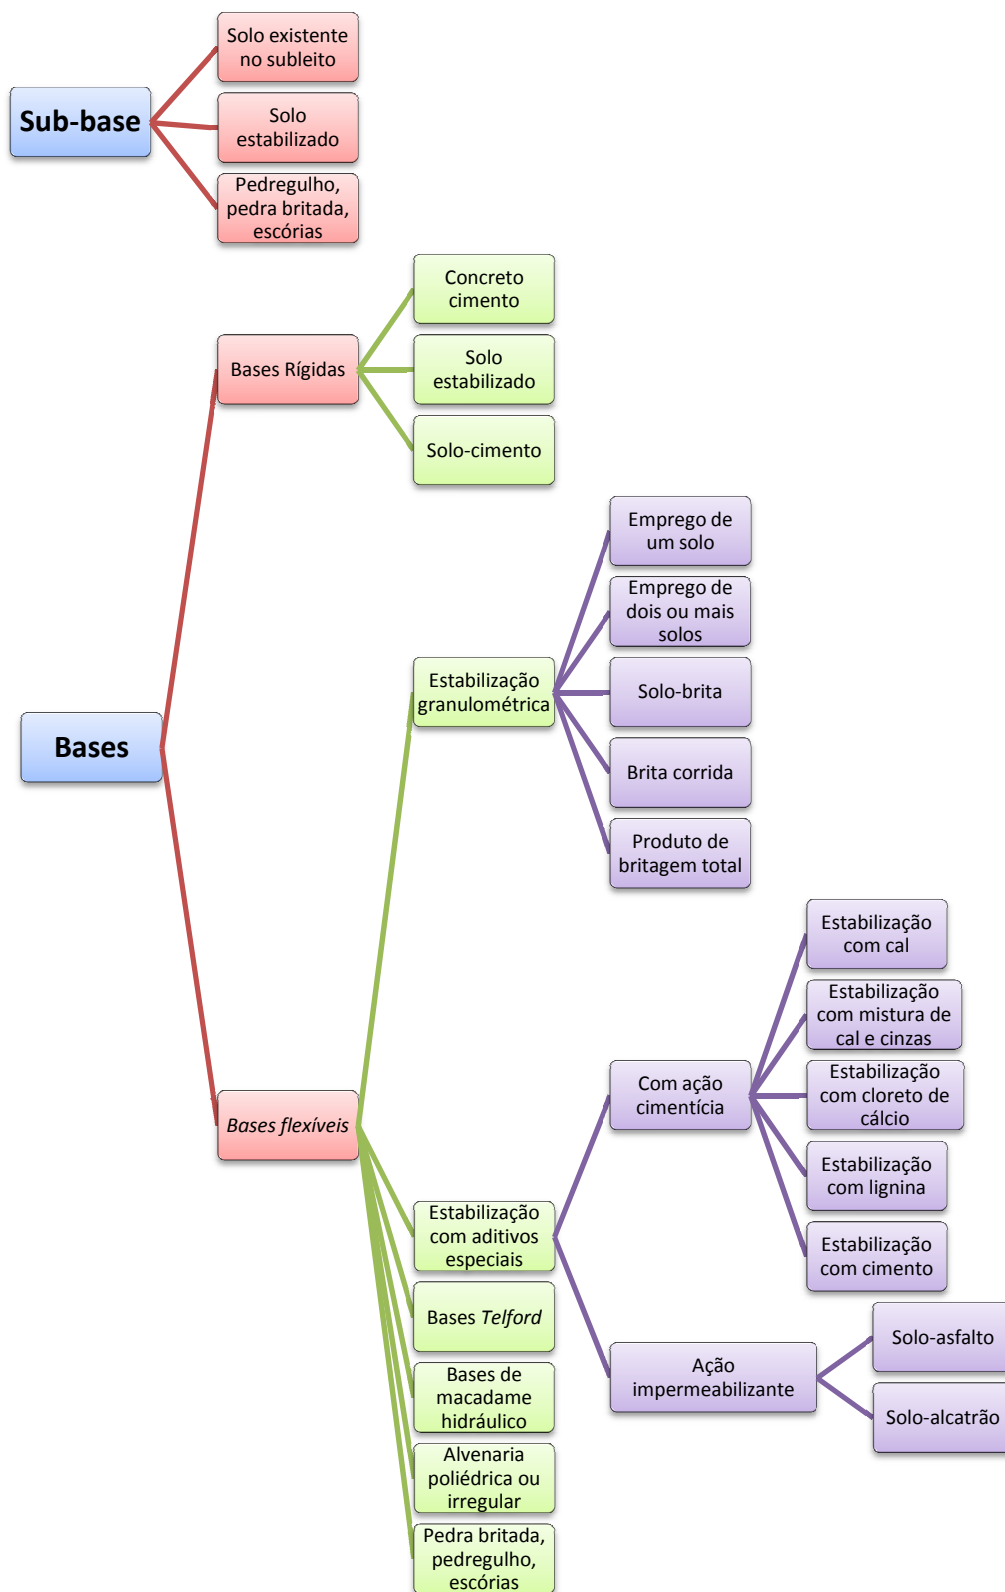 Sub-base
Solo existente
no subleito
Solo
estabilizado
Pedregulho,
pedra britada,
escórias
Bases
Bases Rígidas
Concreto
cimento
Solo
estabilizado
Solo-cimento
Bases flexíveis
Estabilização
granulométrica
Emprego de
um solo
Emprego de
dois ou mais
solos
Solo-brita
Brita corrida
Produto de
britagem total
Estabilização
com aditivos
especiais
Com ação
cimentícia
Estabilização
com cal
Estabilização
com mistura de
cal e cinzas
Estabilização
com cloreto de
cálcio
Estabilização
com lignina
Estabilização
com cimento
Ação
impermeabilizante
Solo-asfalto
Solo-alcatrão
Bases Telford
Bases de
macadame
hidráulico
Alvenaria
poliédrica ou
irregular
Pedra britada,
pedregulho,
escórias